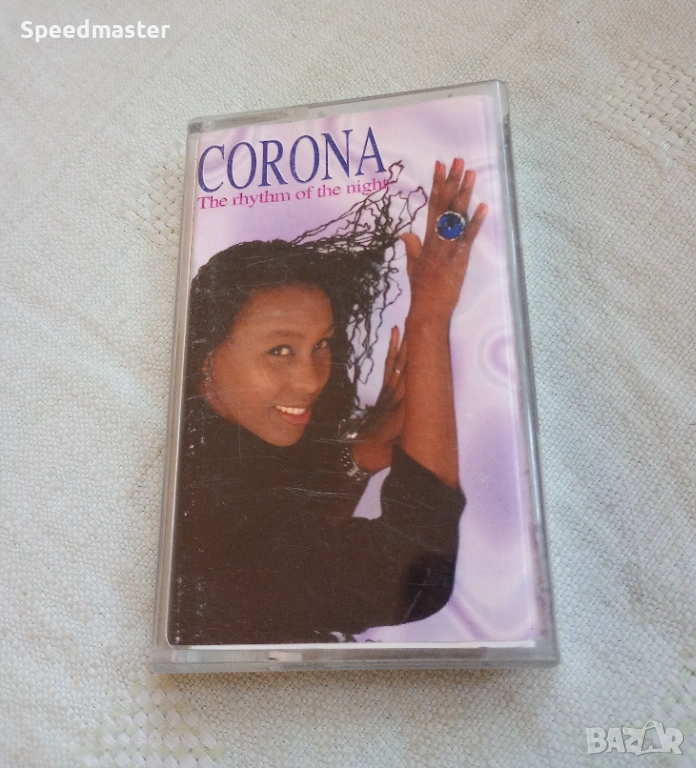 Speedmaster
CORONA
The rhythm of the night
BAZAR